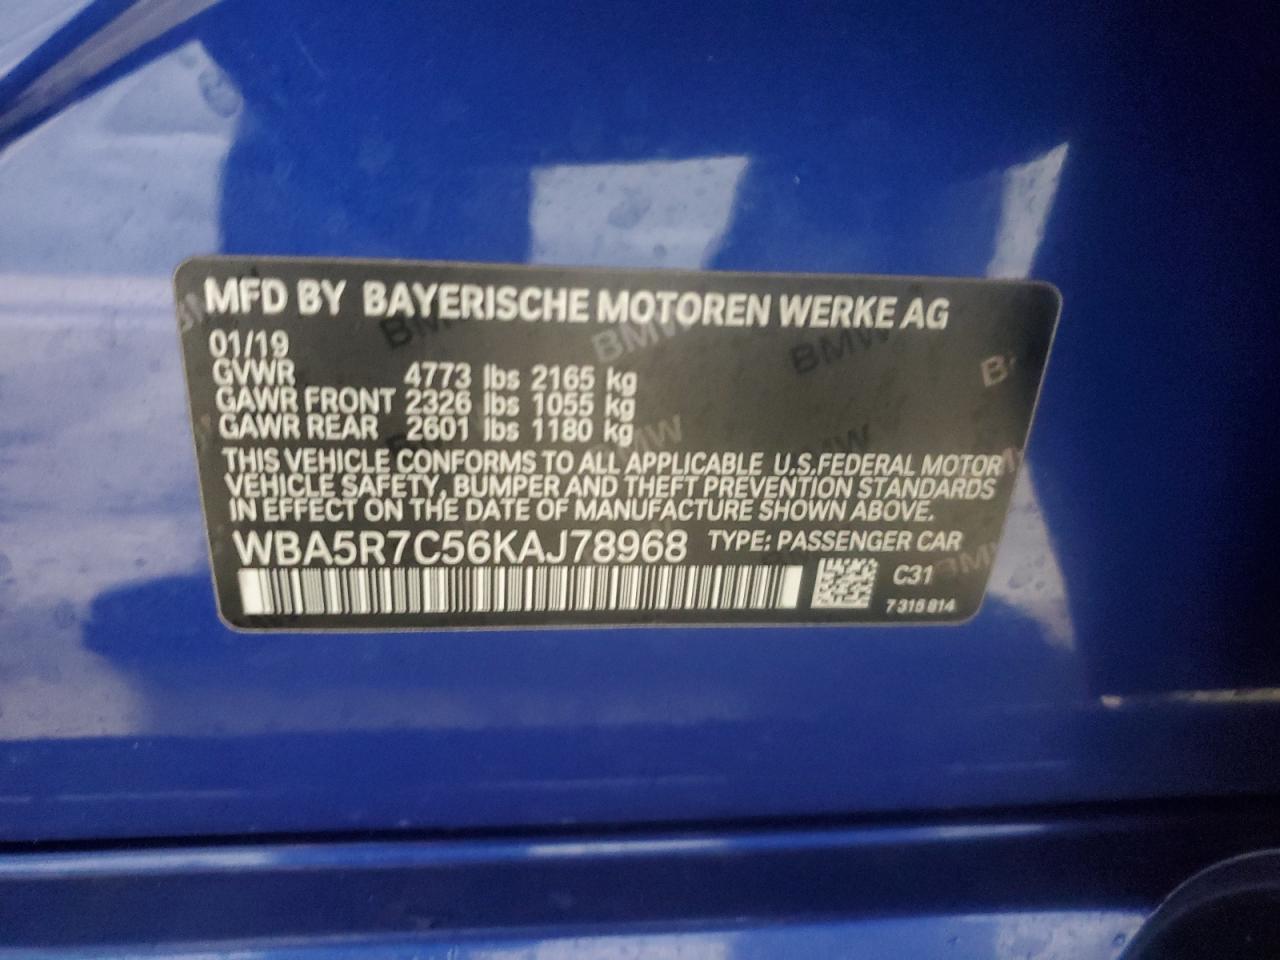 MFD BY BAYERISCHE MOTOREN WERKE AG
01/19
GVWR 4773 lbs 2165 kg
GAWR FRONT 2326 lbs 1055 kg
GAWR REAR 2601 lbs 1180 kg
THIS VEHICLE CONFORMS TO ALL APPLICABLE U.S.FEDERAL MOTOR
VEHICLE SAFETY, BUMPER AND THEFT PREVENTION STANDARDS
IN EFFECT ON THE DATE OF MANUFACTURE SHOWN ABOVE.
WBA5R7C56KAJ78968 TYPE: PASSENGER CAR
C31
7 315 814